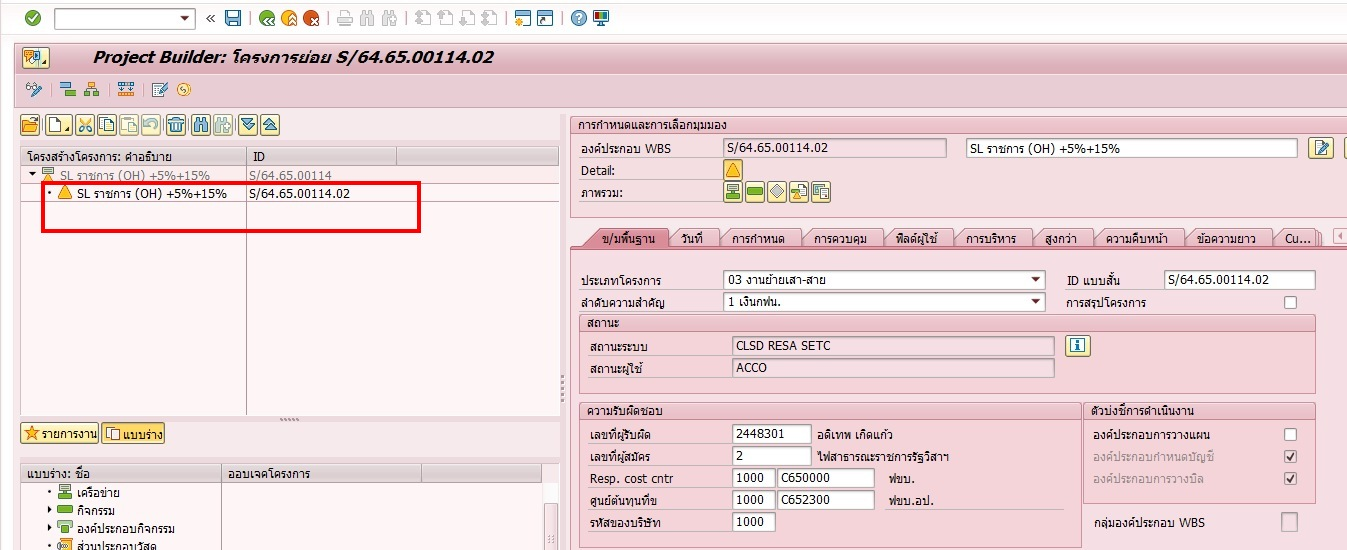 Project Builder: โครงการย่อย S/64.65.00114.02
โครงสร้างโครงการ: คำอธิบาย ID
SL ราชการ (OH) +5%+15% S/64.65.00114
SL ราชการ (OH) +5%+15% S/64.65.00114.02
รายการงาน แบบร่าง
แบบร่าง: ชื่อ ออบเจคโครงการ
เครือข่าย
กิจกรรม
องค์ประกอบกิจกรรม
ส่วนประกอบวัสดุ
การกำหนดและการเลือกมุมมอง
องค์ประกอบ WBS S/64.65.00114.02 SL ราชการ (OH) +5%+15%
Detail:
ภาพรวม:
ข/มพื้นฐาน วันที่ การกำหนด การควบคุม ฟิลด์ผู้ใช้ การบริหาร สูงกว่า ความคืบหน้า ข้อความยาว Cu...
ประเภทโครงการ 03 งานย้ายเสา-สาย ID แบบสั้น S/64.65.00114.02
ลำดับความสำคัญ 1 เงินกฟน. การสรุปโครงการ
สถานะ
สถานะระบบ CLSD RESA SETC
สถานะผู้ใช้ ACCO
ความรับผิดชอบ ตัวบ่งชี้การดำเนินงาน
เลขที่ผู้รับผิด 2448301 อดิเทพ เกิดแก้ว องค์ประกอบการวางแผน
เลขที่ผู้สมัคร 2 ไฟสาธารณะราชการรัฐวิสาฯ องค์ประกอบกำหนดบัญชี
Resp. cost cntr 1000 C650000 ฟขบ. องค์ประกอบการวางบิล
ศูนย์ต้นทุนที่ข 1000 C652300 ฟขบ.อป.
รหัสของบริษัท 1000 กลุ่มองค์ประกอบ WBS